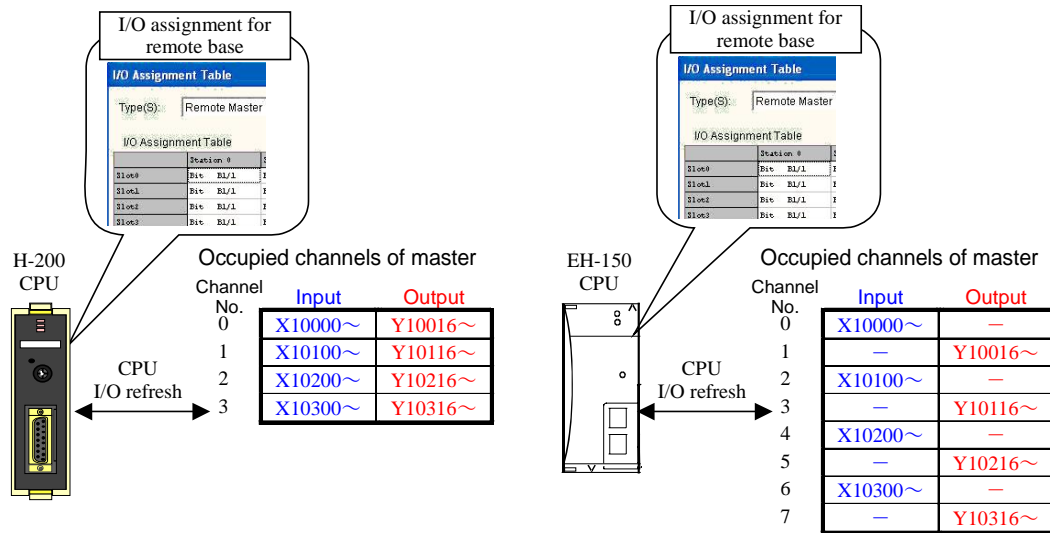 I/O assignment for
remote base
I/O Assignment Table
Type(S): Remote Master
I/O Assignment Table
Station 0
Slot0 Bit B1/1
Slot1 Bit B1/1
Slot2 Bit B1/1
Slot3 Bit B1/1
H-200
CPU
CPU
I/O refresh
Occupied channels of master
Channel No. Input Output
0 X10000～ Y10016～
1 X10100～ Y10116～
2 X10200～ Y10216～
3 X10300～ Y10316～
I/O assignment for
remote base
I/O Assignment Table
Type(S): Remote Master
I/O Assignment Table
Station 0
Slot0 Bit B1/1
Slot1 Bit B1/1
Slot2 Bit B1/1
Slot3 Bit B1/1
EH-150
CPU
CPU
I/O refresh
Occupied channels of master
Channel No. Input Output
0 X10000～ －
1 － Y10016～
2 X10100～ －
3 － Y10116～
4 X10200～ －
5 － Y10216～
6 X10300～ －
7 － Y10316～